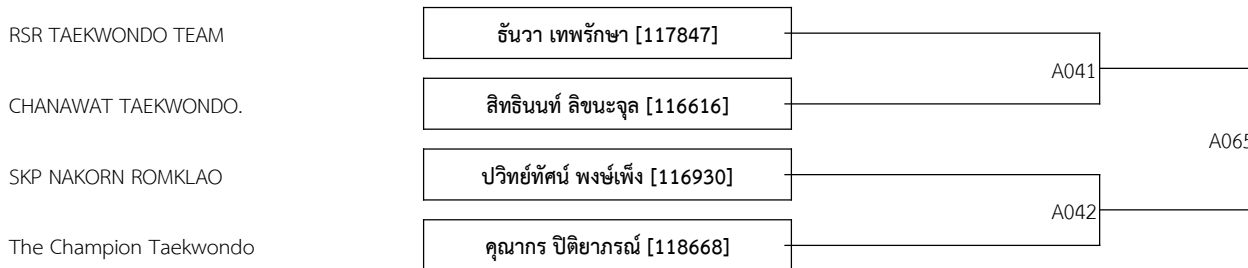 RSR TAEKWONDO TEAM ธันวา เทพรักษา [117847]
A041
CHANAWAT TAEKWONDO. สิทธินนท์ ลิขนะจุล [116616]
A065
SKP NAKORN ROMKLAO ปวิทย์ทัศน์ พงษ์เพ็ง [116930]
A042
The Champion Taekwondo คุณากร ปิติยาภรณ์ [118668]